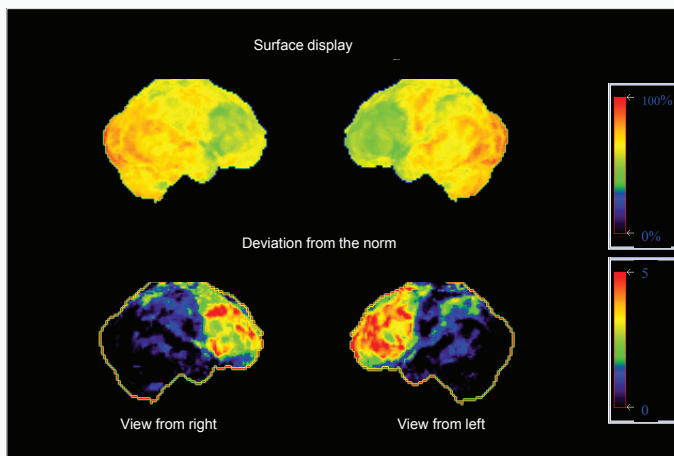 Surface display
100%
0%
Deviation from the norm
5
0
View from right
View from left